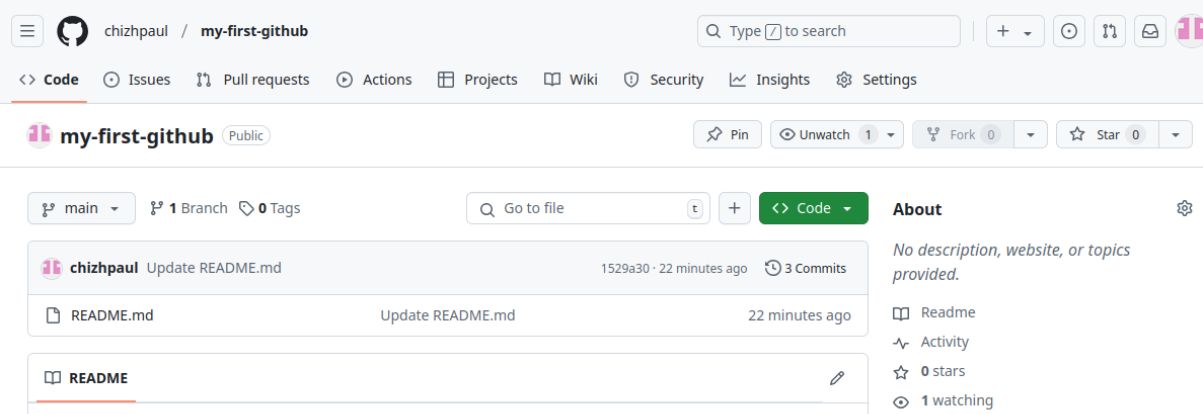 chizhpaul / my-first-github Type / to search
Code Issues Pull requests Actions Projects Wiki Security Insights Settings
my-first-github Public Pin Unwatch 1 Fork 0 Star 0
main 1 Branch 0 Tags Go to file t Code
About
No description, website, or topics
provided.
chizhpaul Update README.md 1529a30 · 22 minutes ago 3 Commits
README.md Update README.md 22 minutes ago
Readme
Activity
0 stars
1 watching
README